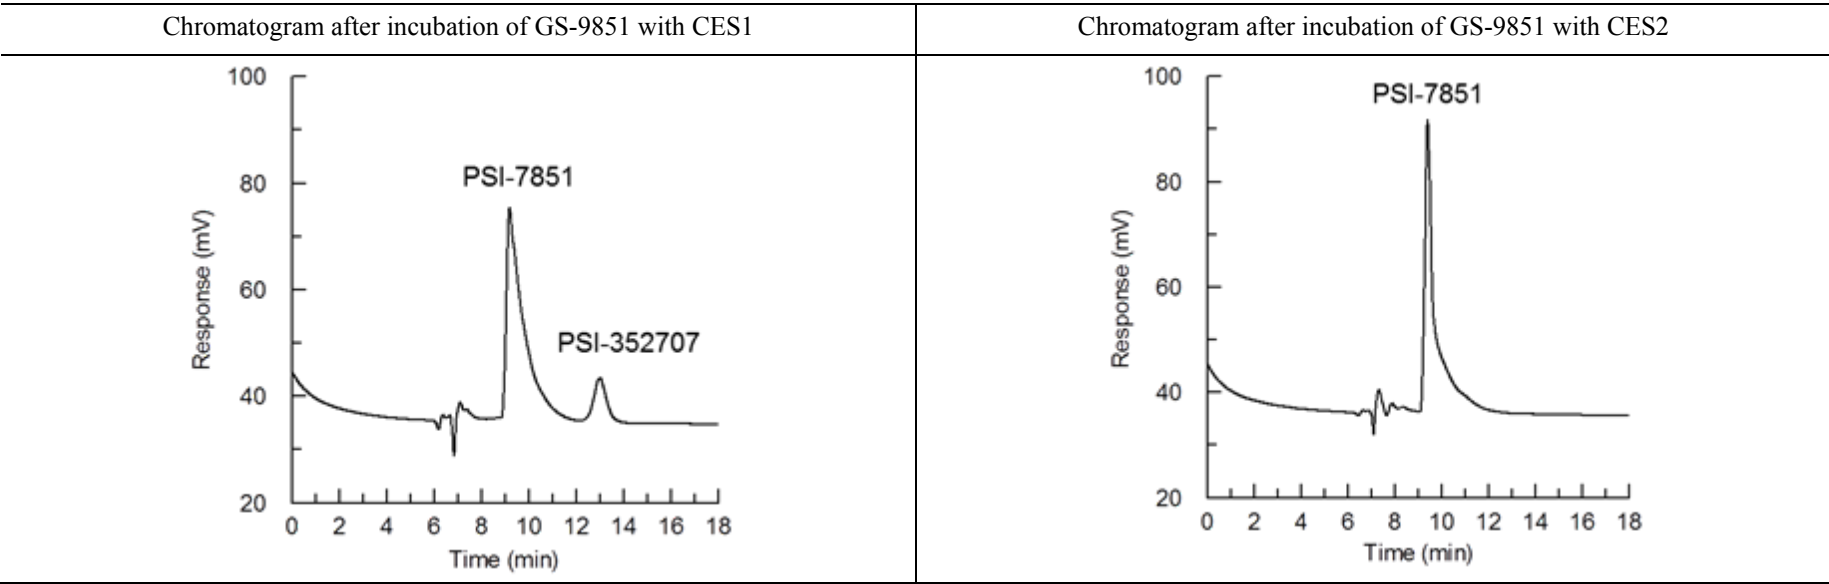 Chromatogram after incubation of GS-9851 with CES1
Chromatogram after incubation of GS-9851 with CES2
100
80
60
40
20
Response (mV)
PSI-7851
PSI-352707
0 2 4 6 8 10 12 14 16 18
Time (min)
100
80
60
40
20
Response (mV)
PSI-7851
0 2 4 6 8 10 12 14 16 18
Time (min)